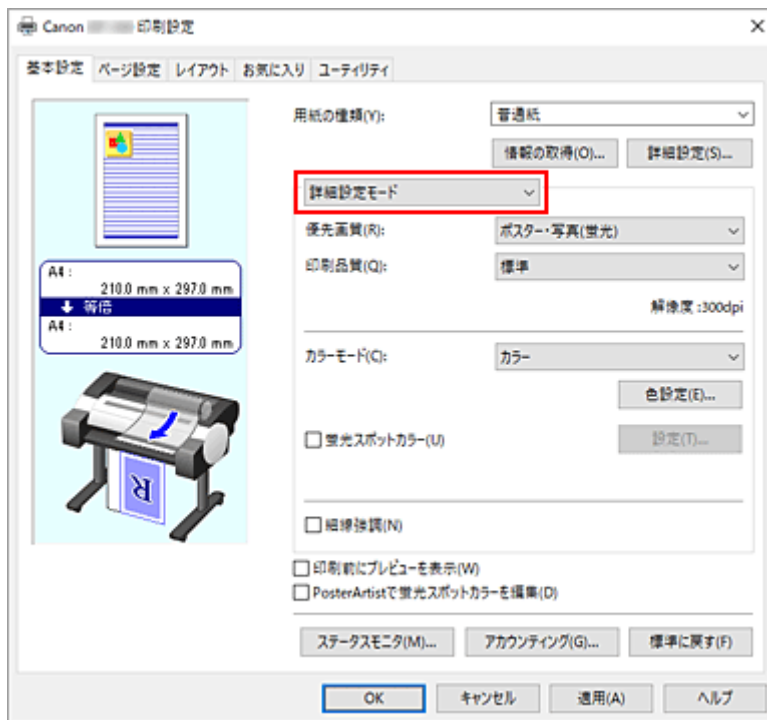 Canon 印刷設定
基本設定 ページ設定 レイアウト お気に入り ユーティリティ
用紙の種類(Y): 普通紙
情報の取得(O)... 詳細設定(S)...
詳細設定モード
優先画質(R): ポスター・写真(蛍光)
印刷品質(Q): 標準
解像度 :300dpi
A4 :
210.0 mm x 297.0 mm
等倍
A4 :
210.0 mm x 297.0 mm
カラーモード(C): カラー
色設定(E)...
蛍光スポットカラー(U) 設定(T)...
R
細線強調(N)
印刷前にプレビューを表示(W)
PosterArtistで蛍光スポットカラーを編集(D)
ステータスモニタ(M)... アカウンティング(G)... 標準に戻す(F)
OK キャンセル 適用(A) ヘルプ